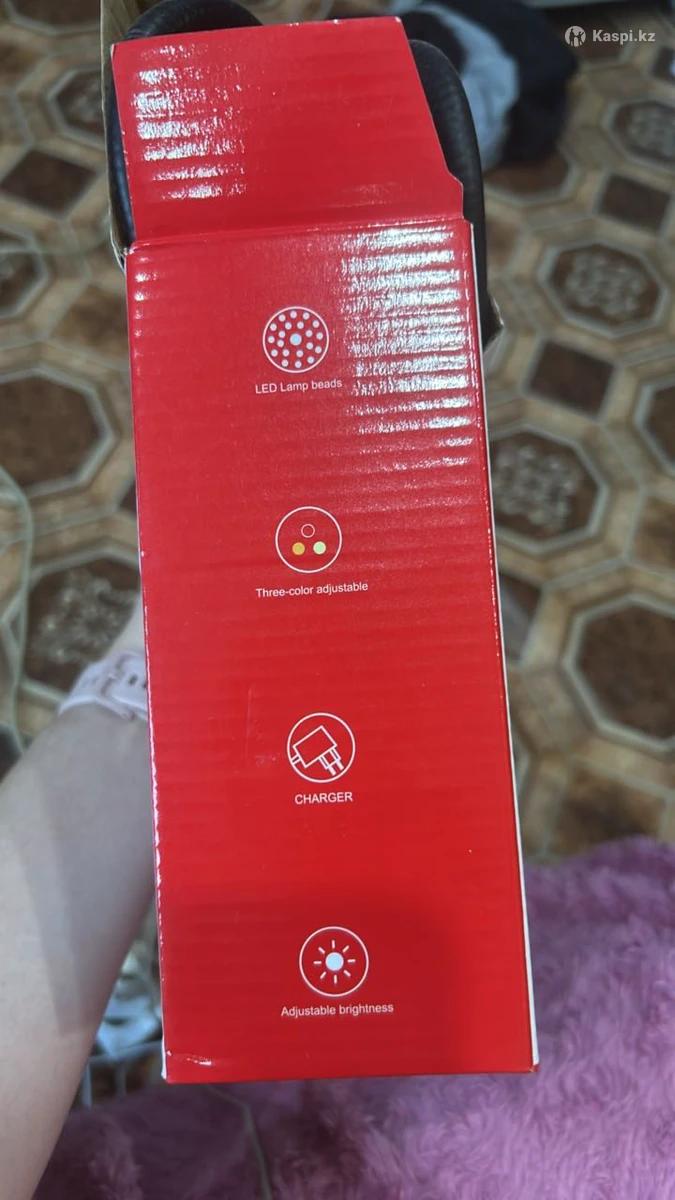 Kaspi.kz
LED Lamp beads
Three-color adjustable
CHARGER
Adjustable brightness